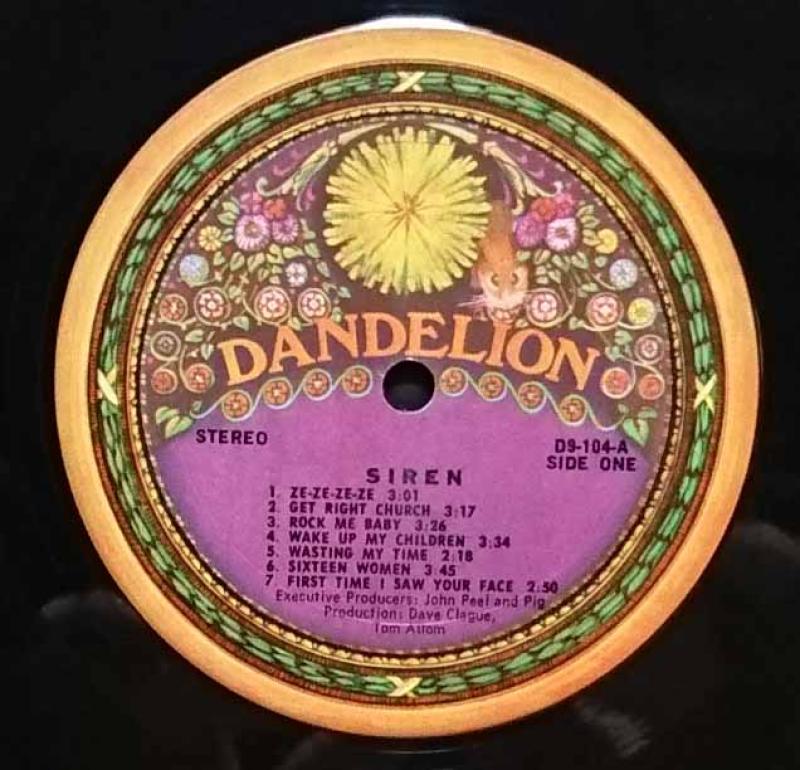 DANDELION
STEREO
D9-104-A
SIDE ONE
SIREN
1. ZE-ZE-ZE-ZE 3:01
2. GET RIGHT CHURCH 3:17
3. ROCK ME BABY 3:26
4. WAKE UP MY CHILDREN 3:34
5. WASTING MY TIME 2:18
6. SIXTEEN WOMEN 3:45
7. FIRST TIME I SAW YOUR FACE 2:50
Executive Producers: John Peel and Pig
Production: Dave Clague,
Tom Allom